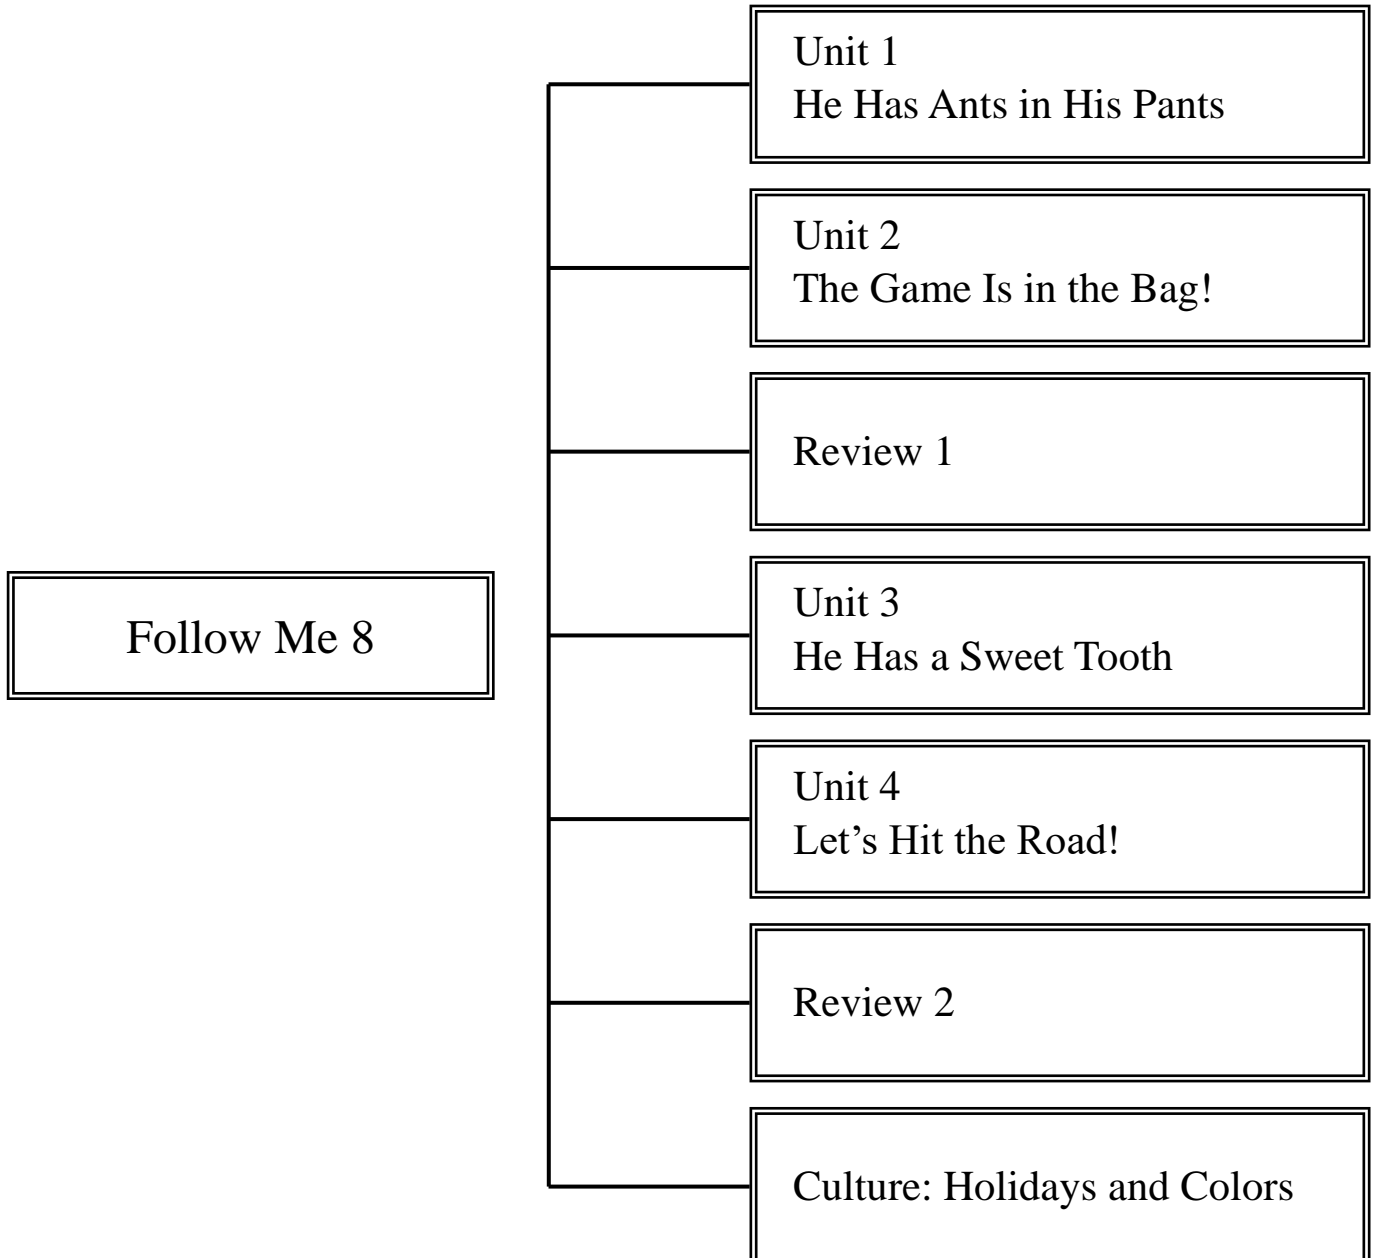 Follow Me 8
Unit 1
He Has Ants in His Pants
Unit 2
The Game Is in the Bag!
Review 1
Unit 3
He Has a Sweet Tooth
Unit 4
Let’s Hit the Road!
Review 2
Culture: Holidays and Colors